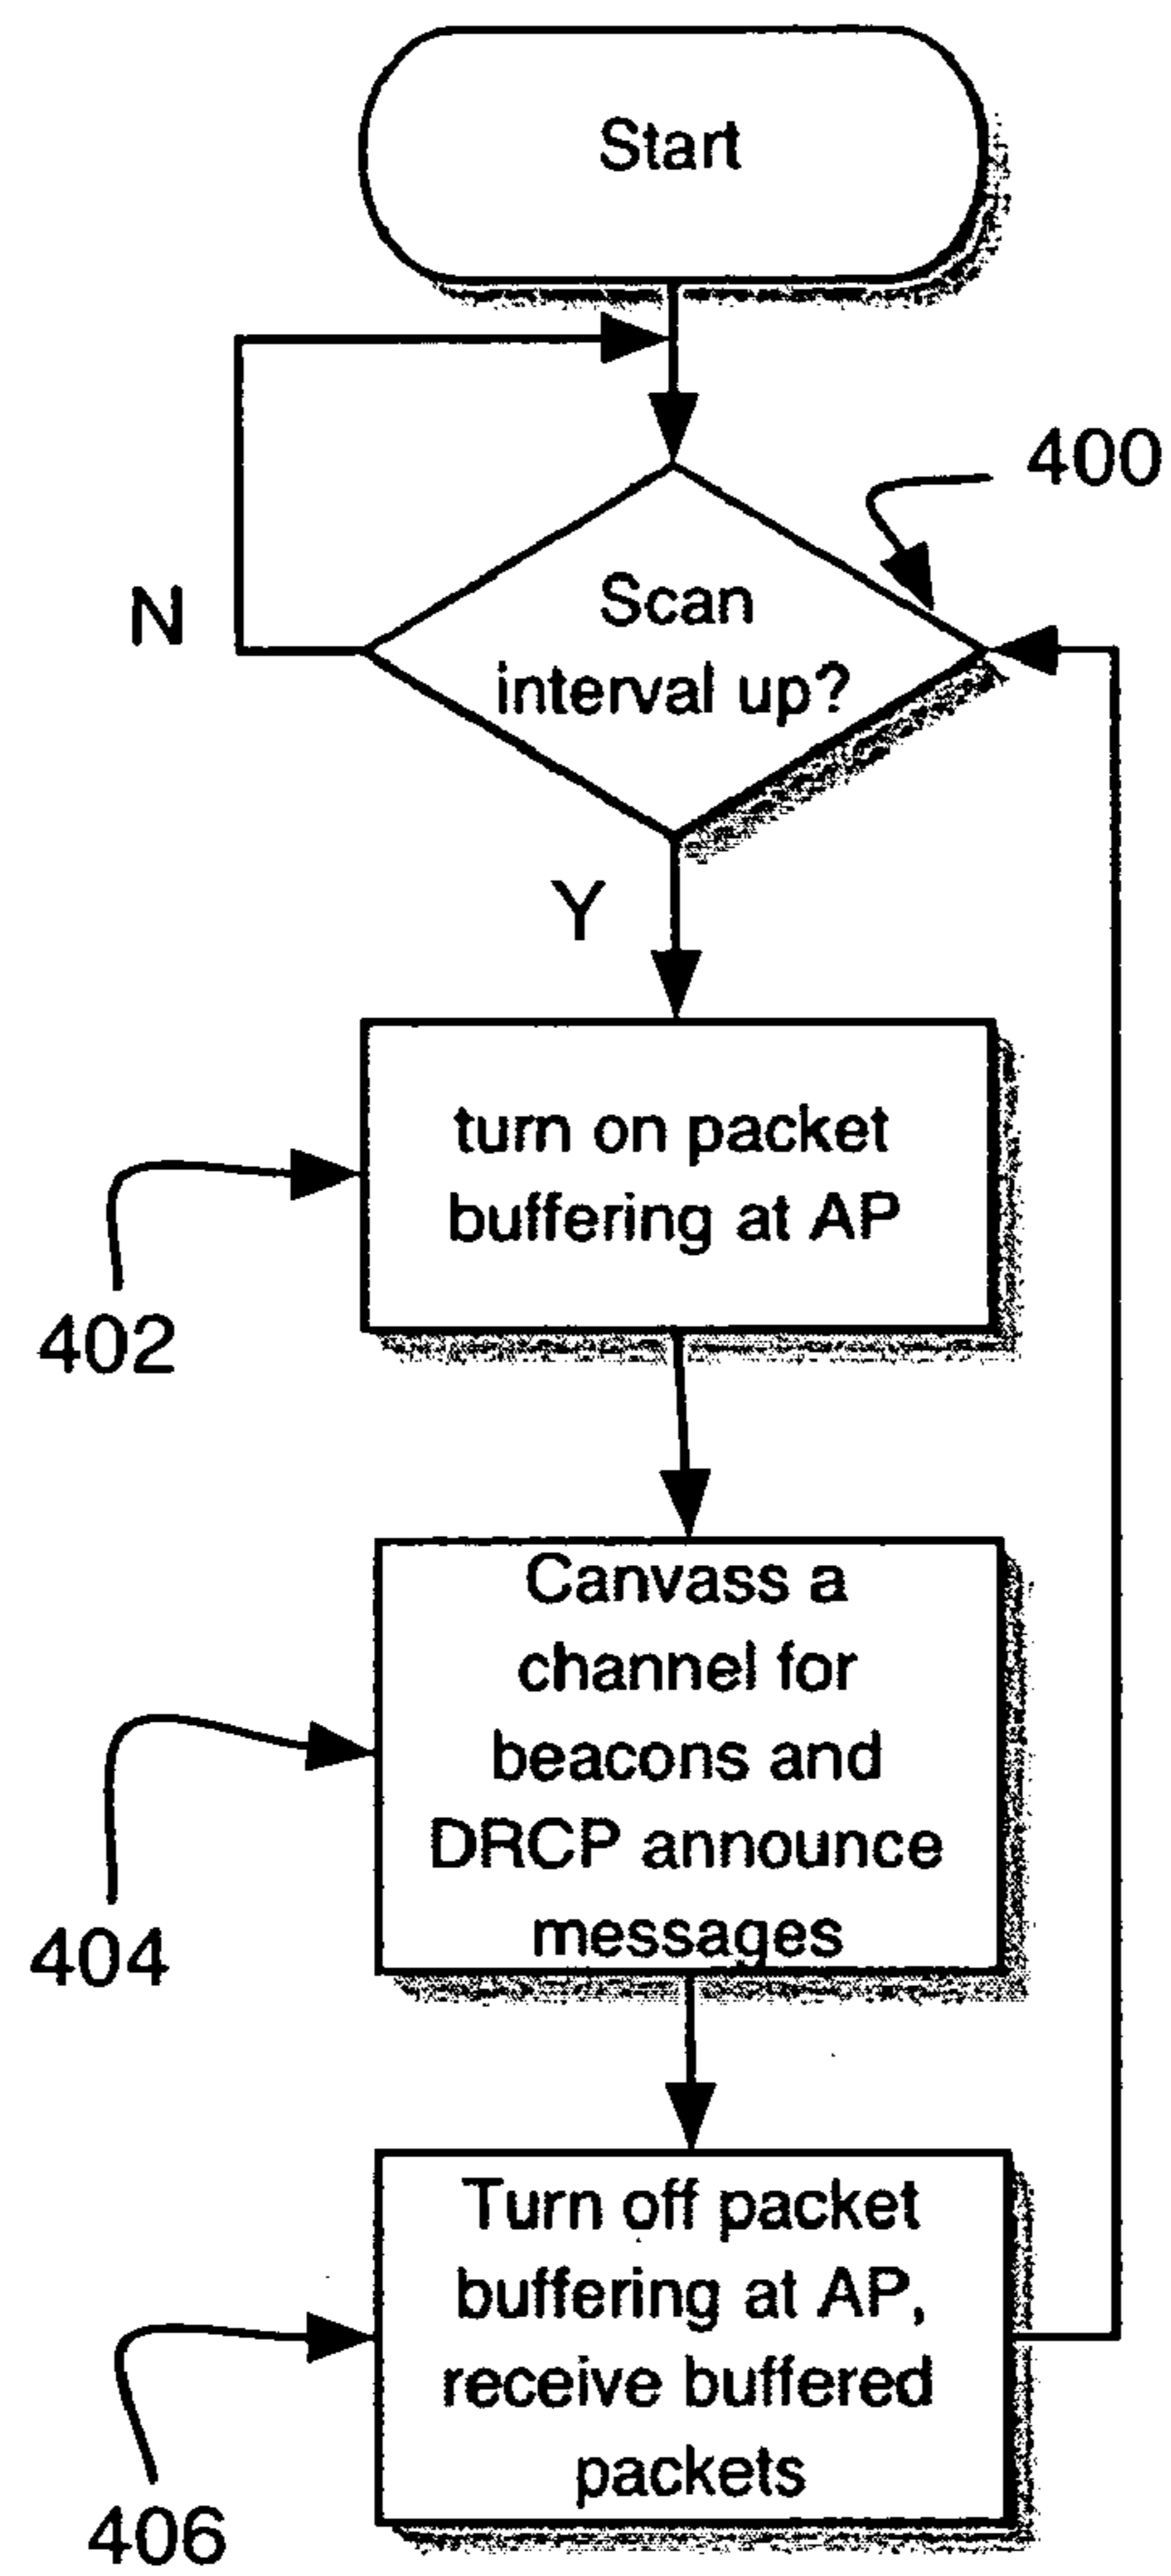 Start
400
Scan
interval up?
N
Y
turn on packet
buffering at AP
402
Canvass a
channel for
beacons and
DRCP announce
messages
404
Turn off packet
buffering at AP,
receive buffered
packets
406